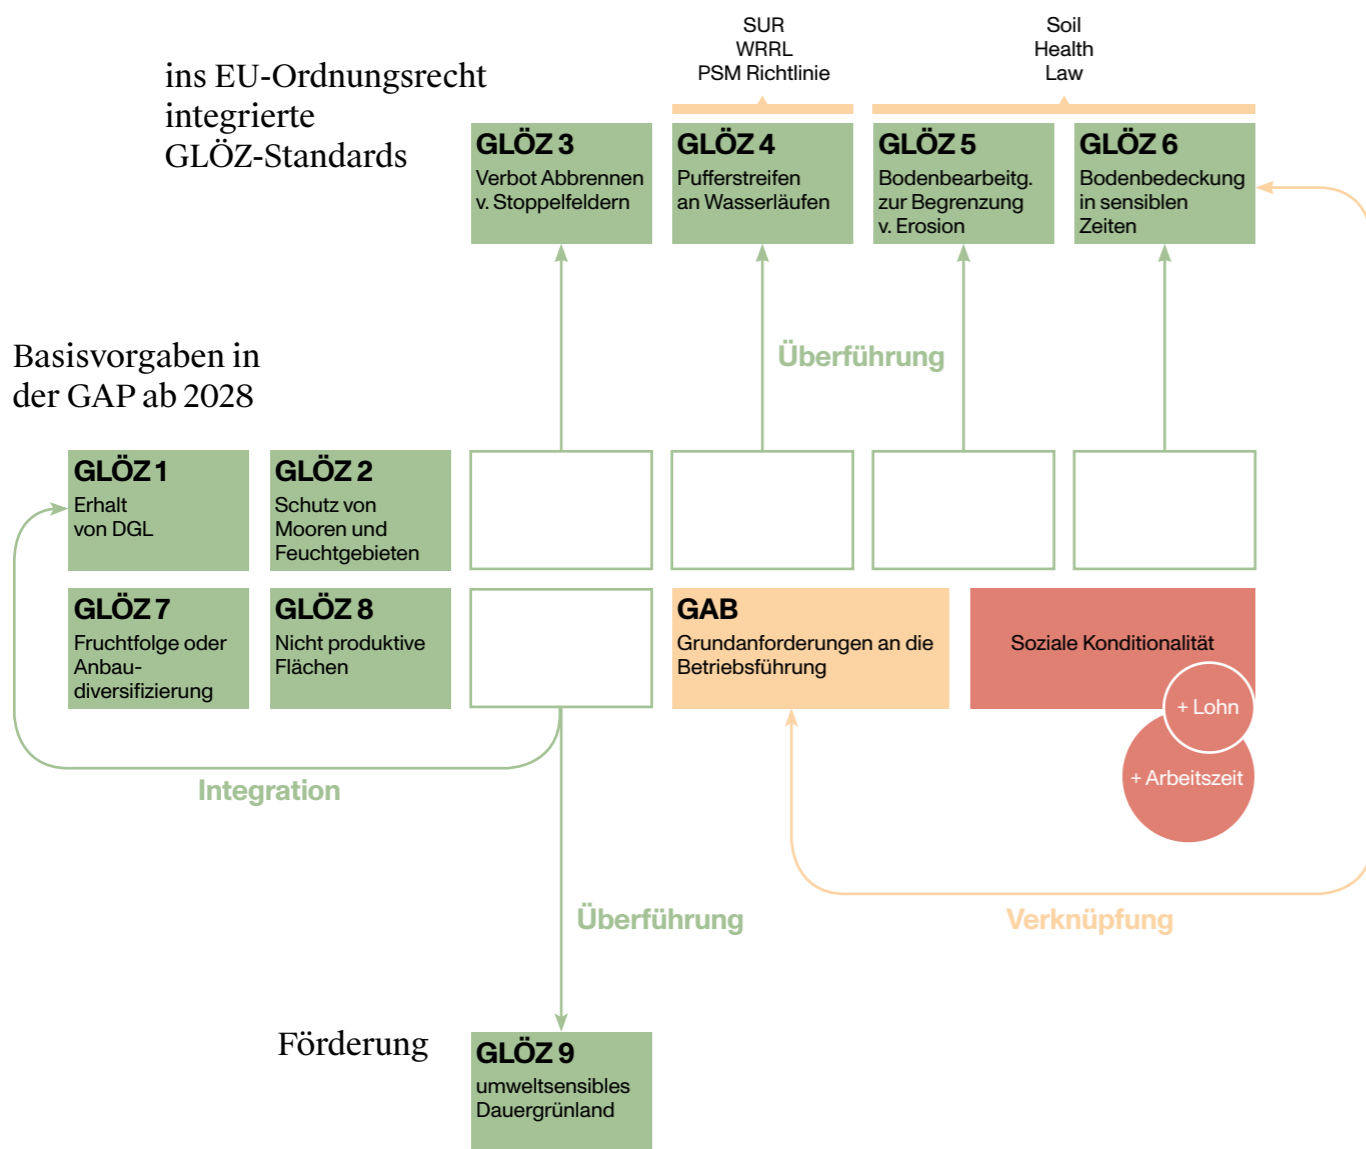 SUR
WRRL
PSM Richtlinie
Soil
Health
Law
ins EU-Ordnungsrecht
integrierte
GLÖZ-Standards
GLÖZ 3
Verbot Abbrennen
v. Stoppelfeldern
GLÖZ 4
Pufferstreifen
an Wasserläufen
GLÖZ 5
Bodenbearbeitg.
zur Begrenzung
v. Erosion
GLÖZ 6
Bodenbedeckung
in sensiblen
Zeiten
Überführung
Basisvorgaben in
der GAP ab 2028
GLÖZ 1
Erhalt
von DGL
GLÖZ 2
Schutz von
Mooren und
Feuchtgebieten
GLÖZ 7
Fruchtfolge oder
Anbau-
diversifizierung
GLÖZ 8
Nicht produktive
Flächen
GAB
Grundanforderungen an die
Betriebsführung
Soziale Konditionalität
+ Lohn
+ Arbeitszeit
Integration
Überführung
Verknüpfung
Förderung
GLÖZ 9
umweltsensibles
Dauergrünland